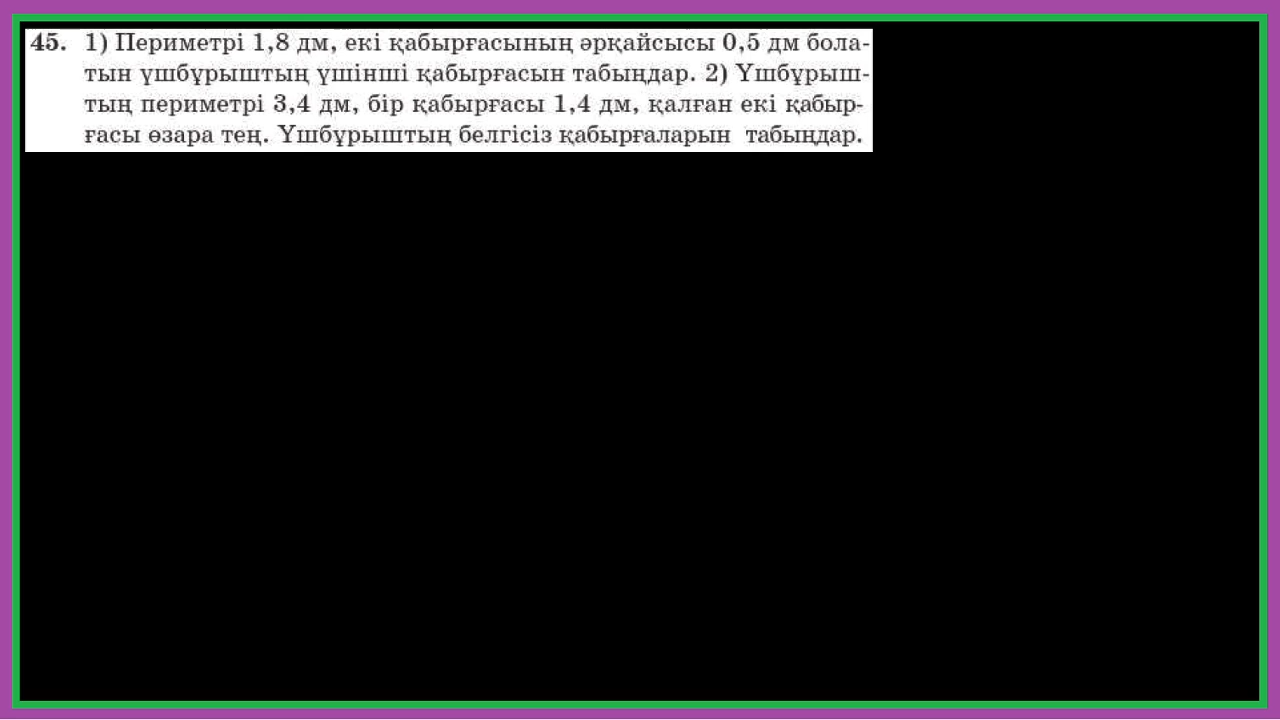 45. 1) Периметрі 1,8 дм, екі қабырғасының әрқайсысы 0,5 дм бола-
тын үшбұрыштың үшінші қабырғасын табыңдар. 2) Үшбұрыш-
тың периметрі 3,4 дм, бір қабырғасы 1,4 дм, қалған екі қабыр-
ғасы өзара тең. Үшбұрыштың белгісіз қабырғаларын табыңдар.